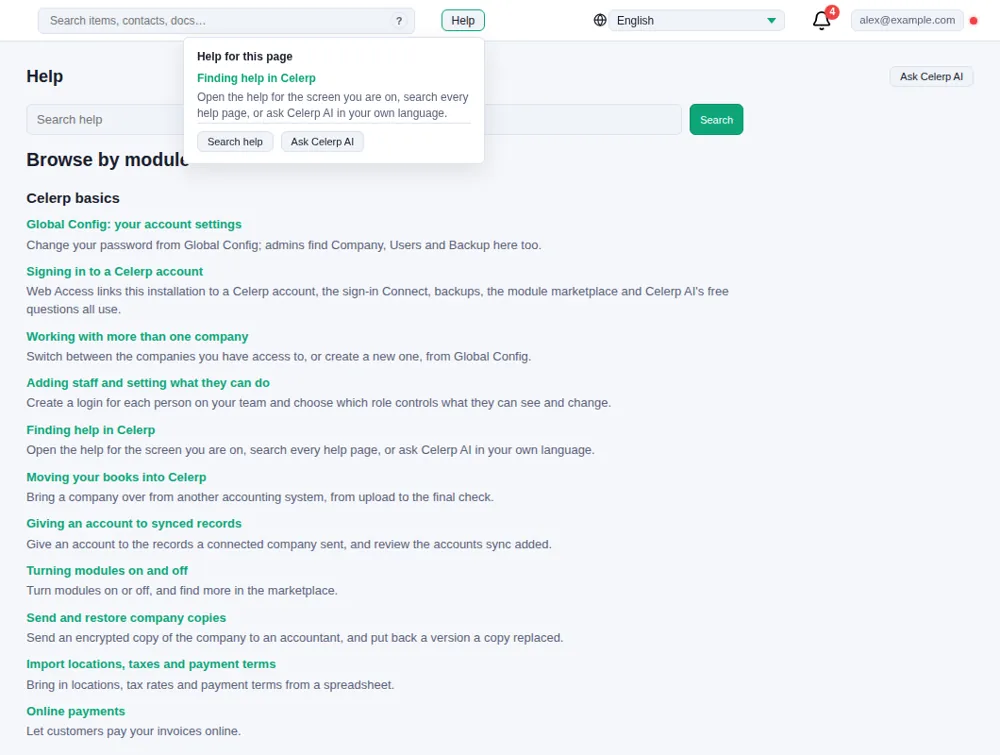 Search items, contacts, docs…
?
Help
English
4
alex@example.com
Help for this page
Finding help in Celerp
Open the help for the screen you are on, search every
help page, or ask Celerp AI in your own language.
Search help
Ask Celerp AI
Help
Ask Celerp AI
Search help
Search
Browse by module
Celerp basics
Global Config: your account settings
Change your password from Global Config; admins find Company, Users and Backup here too.
Signing in to a Celerp account
Web Access links this installation to a Celerp account, the sign-in Connect, backups, the module marketplace and Celerp AI's free
questions all use.
Working with more than one company
Switch between the companies you have access to, or create a new one, from Global Config.
Adding staff and setting what they can do
Create a login for each person on your team and choose which role controls what they can see and change.
Finding help in Celerp
Open the help for the screen you are on, search every help page, or ask Celerp AI in your own language.
Moving your books into Celerp
Bring a company over from another accounting system, from upload to the final check.
Giving an account to synced records
Give an account to the records a connected company sent, and review the accounts sync added.
Turning modules on and off
Turn modules on or off, and find more in the marketplace.
Send and restore company copies
Send an encrypted copy of the company to an accountant, and put back a version a copy replaced.
Import locations, taxes and payment terms
Bring in locations, tax rates and payment terms from a spreadsheet.
Online payments
Let customers pay your invoices online.